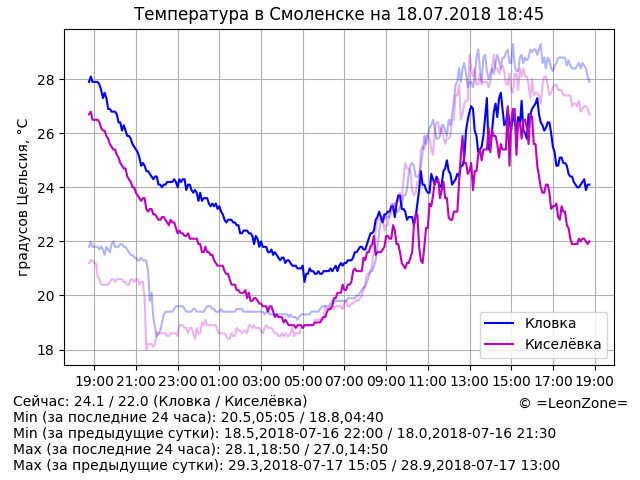 Температура в Смоленске на 18.07.2018 18:45
градусов Цельсия, °C
28
26
24
22
20
18
Кловка
Киселёвка
19:00 21:00 23:00 01:00 03:00 05:00 07:00 09:00 11:00 13:00 15:00 17:00 19:00
Сейчас: 24.1 / 22.0 (Кловка / Киселёвка)
© =LeonZone=
Min (за последние 24 часа): 20.5,05:05 / 18.8,04:40
Min (за предыдущие сутки): 18.5,2018-07-16 22:00 / 18.0,2018-07-16 21:30
Max (за последние 24 часа): 28.1,18:50 / 27.0,14:50
Max (за предыдущие сутки): 29.3,2018-07-17 15:05 / 28.9,2018-07-17 13:00